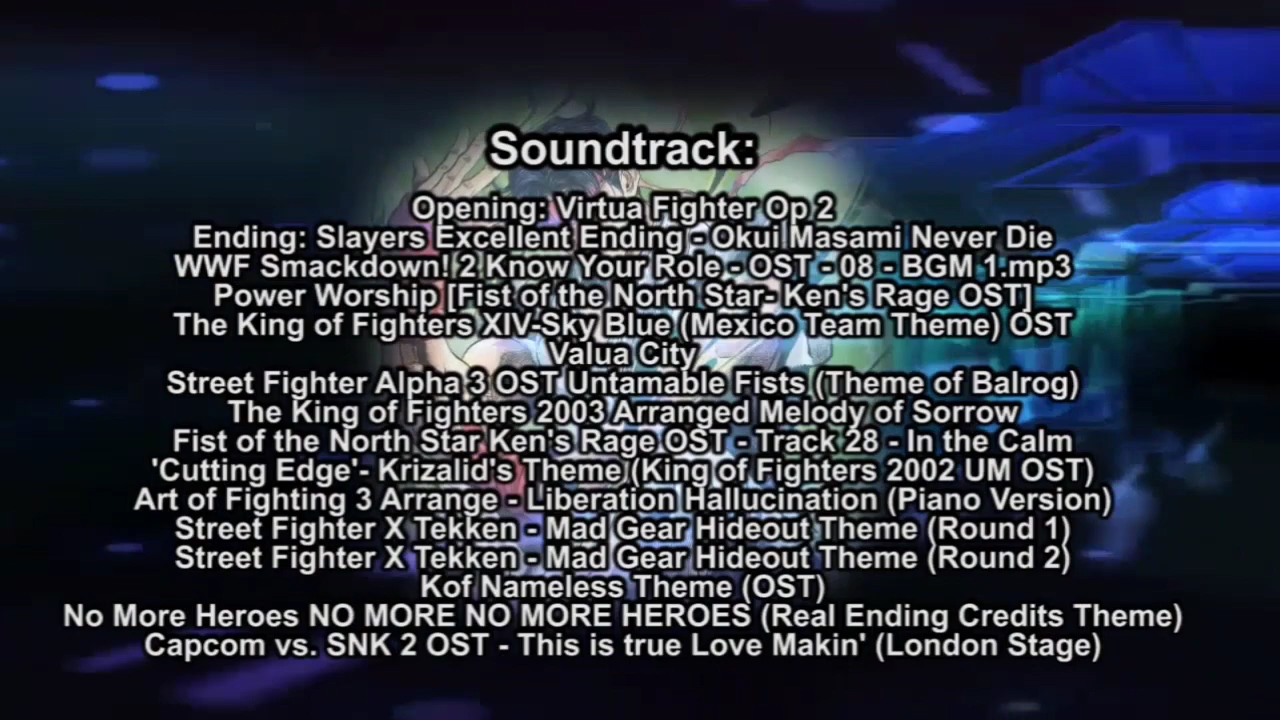 Soundtrack:
Opening: Virtua Fighter Op 2
Ending: Slayers Excellent Ending - Okui Masami Never Die
WWF Smackdown! 2 Know Your Role - OST - 08 - BGM 1.mp3
Power Worship [Fist of the North Star- Ken's Rage OST]
The King of Fighters XIV-Sky Blue (Mexico Team Theme) OST
Valua City
Street Fighter Alpha 3 OST Untamable Fists (Theme of Balrog)
The King of Fighters 2003 Arranged Melody of Sorrow
Fist of the North Star Ken's Rage OST - Track 28 - In the Calm
'Cutting Edge'- Krizalid's Theme (King of Fighters 2002 UM OST)
Art of Fighting 3 Arrange - Liberation Hallucination (Piano Version)
Street Fighter X Tekken - Mad Gear Hideout Theme (Round 1)
Street Fighter X Tekken - Mad Gear Hideout Theme (Round 2)
Kof Nameless Theme (OST)
No More Heroes NO MORE NO MORE HEROES (Real Ending Credits Theme)
Capcom vs. SNK 2 OST - This is true Love Makin' (London Stage)